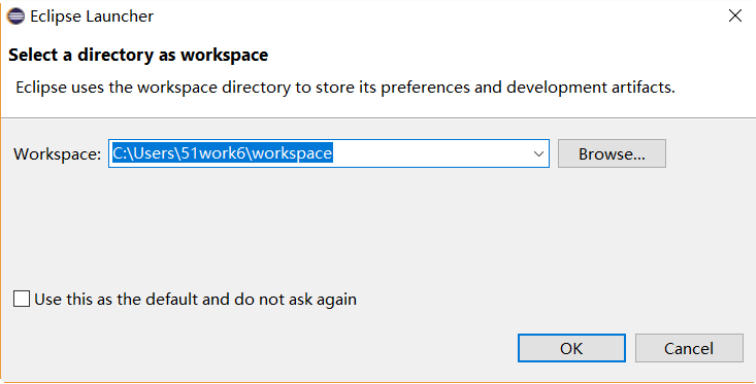 Eclipse Launcher
Select a directory as workspace
Eclipse uses the workspace directory to store its preferences and development artifacts.
Workspace: C:\Users\51work6\workspace Browse...
Use this as the default and do not ask again
OK Cancel